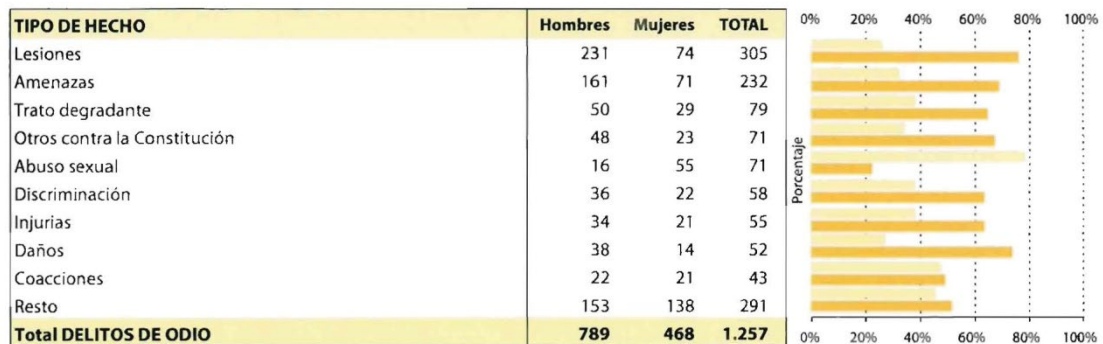 TIPO DE HECHO Hombres Mujeres TOTAL
Lesiones 231 74 305
Amenazas 161 71 232
Trato degradante 50 29 79
Otros contra la Constitución 48 23 71
Abuso sexual 16 55 71
Discriminación 36 22 58
Injurias 34 21 55
Daños 38 14 52
Coacciones 22 21 43
Resto 153 138 291
Total DELITOS DE ODIO 789 468 1.257
0% 20% 40% 60% 80% 100%
Porcentaje
0% 20% 40% 60% 80% 100%